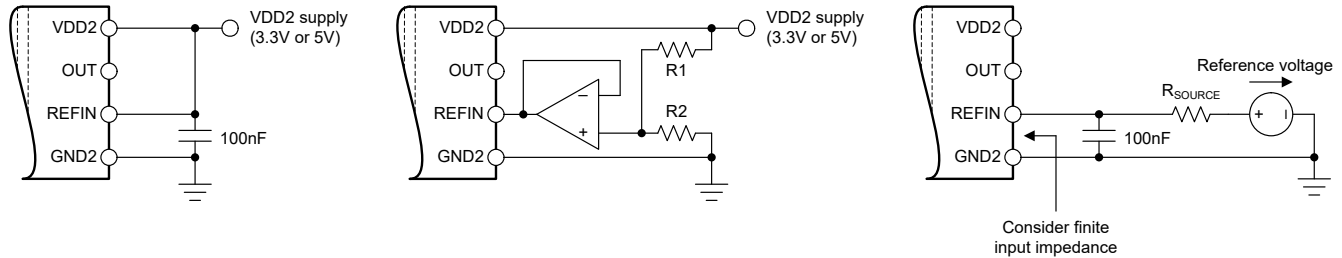 VDD2
OUT
REFIN
GND2
VDD2 supply
(3.3V or 5V)
100nF
VDD2
OUT
REFIN
GND2
VDD2 supply
(3.3V or 5V)
R1
R2
−
+
VDD2
OUT
REFIN
GND2
Reference voltage
RSOURCE
+
−
100nF
Consider finite
input impedance